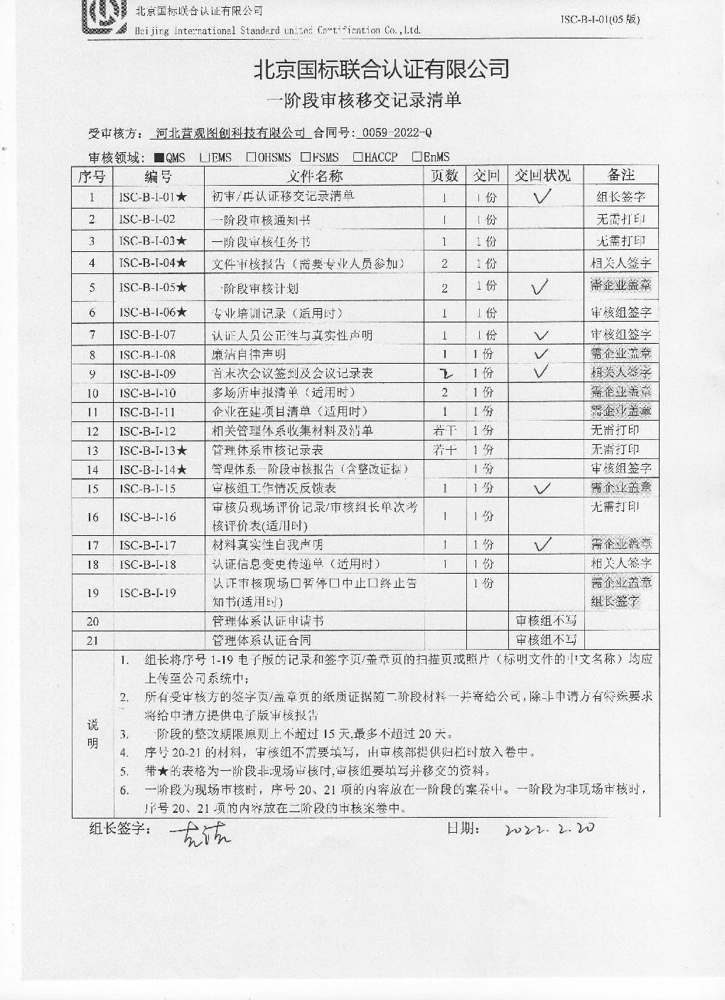 北京国标联合认证有限公司
Beijing International Standard united Certification Co.,Ltd.
ISC-B-I-01(05 版)
北京国标联合认证有限公司
一阶段审核移交记录清单
受审核方： 河北营观图创科技有限公司 合同号: 0059-2022-Q
审核领域: ■QMS □EMS □OHSMS □FSMS □HACCP □EnMS
序号 编号 文件名称 页数 交回 交回状况 备注
1 ISC-B-I-01★ 初审/再认证移交记录清单 1 1 份 ✓ 组长签字
2 ISC-B-I-02 一阶段审核通知书 1 1 份 无需打印
3 ISC-B-I-03★ 一阶段审核任务书 1 1 份 无需打印
4 ISC-B-I-04★ 文件审核报告（需要专业人员参加） 2 1 份 相关人签字
5 ISC-B-I-05★ 一阶段审核计划 2 1 份 ✓ 需企业盖章
6 ISC-B-I-06★ 专业培训记录（适用时） 1 1 份 审核组签字
7 ISC-B-I-07 认证人员公正性与真实性声明 1 1 份 ✓ 审核组签字
8 ISC-B-I-08 廉洁自律声明 1 1 份 ✓ 需企业盖章
9 ISC-B-I-09 首末次会议签到及会议记录表 2 1 份 ✓ 相关人签字
10 ISC-B-I-10 多场所申报清单（适用时） 2 1 份 需企业盖章
11 ISC-B-I-11 企业在建项目清单（适用时） 1 1 份 需企业盖章
12 ISC-B-I-12 相关管理体系收集材料及清单 若干 1 份 无需打印
13 ISC-B-I-13★ 管理体系审核记录表 若干 1 份 无需打印
14 ISC-B-I-14★ 管理体系一阶段审核报告（含整改证据） 1 份 审核组签字
15 ISC-B-I-15 审核组工作情况反馈表 1 1 份 ✓ 需企业盖章
16 ISC-B-I-16 审核员现场评价记录/审核组长单次考 1 1 份 无需打印
核评价表(适用时)
17 ISC-B-I-17 材料真实性自我声明 1 1 份 ✓ 需企业盖章
18 ISC-B-I-18 认证信息变更传递单（适用时） 1 1 份 相关人签字
19 ISC-B-I-19 认证审核现场□暂停□中止□终止告 1 份 需企业盖章
知书(适用时) 组长签字
20 管理体系认证申请书 审核组不写
21 管理体系认证合同 审核组不写
说明
1. 组长将序号 1-19 电子版的记录和签字页/盖章页的扫描页或照片（标明文件的中文名称）均应
上传至公司系统中；
2. 所有受审核方的签字页/盖章页的纸质证据随二阶段材料一并寄给公司,除非申请方有特殊要求
将给申请方提供电子版审核报告
3. 一阶段的整改期限原则上不超过 15 天,最多不超过 20 天。
4. 序号 20-21 的材料，审核组不需要填写，由审核部提供归档时放入卷中。
5. 带★的表格为一阶段非现场审核时,审核组要填写并移交的资料。
6. 一阶段为现场审核时，序号 20、21 项的内容放在一阶段的案卷中。一阶段为非现场审核时，
序号 20、21 项的内容放在二阶段的审核案卷中。
组长签字： 日期： 2022.2.20